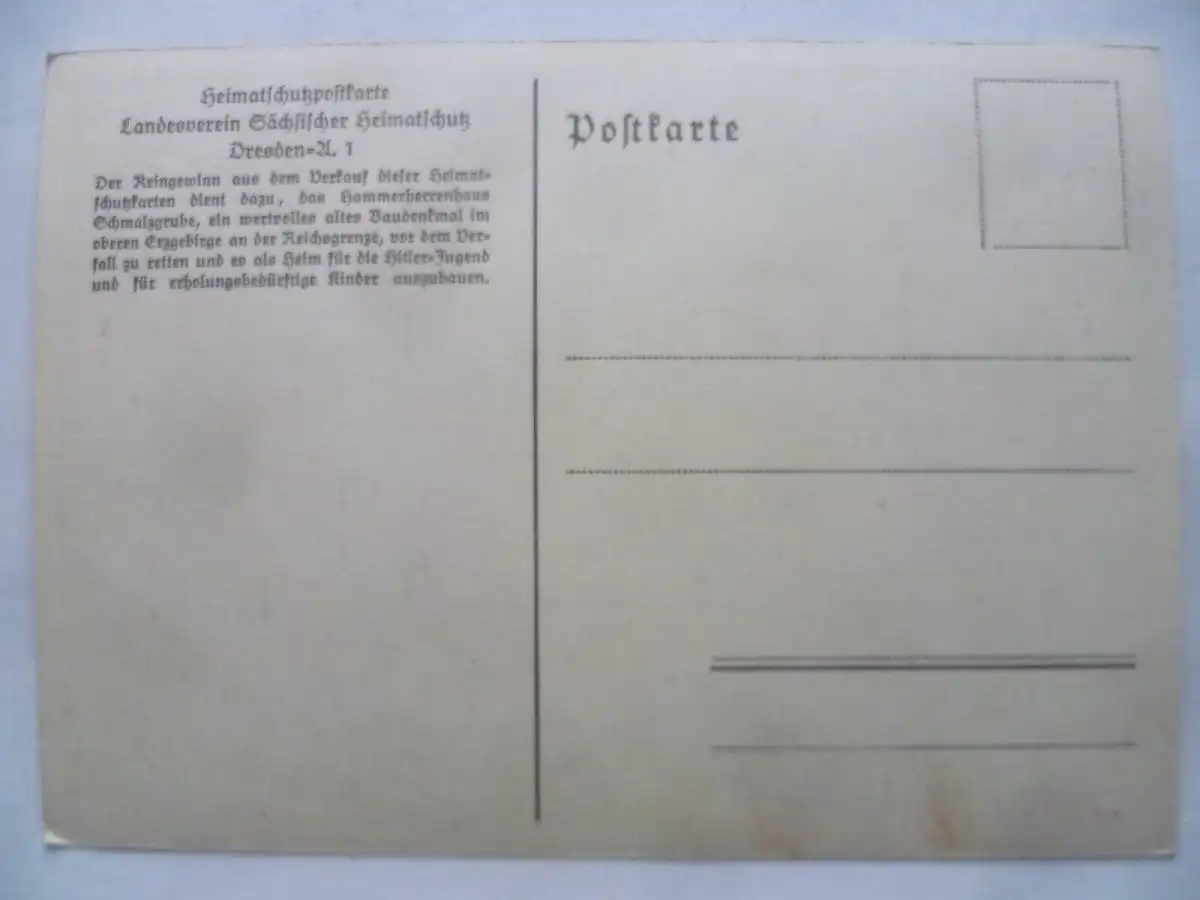 Heimatschutzpostkarte
Landesverein Sächsischer Heimatschutz
Dresden-A. 1
Der Reingewinn aus dem Verkauf dieser Heimat-
schutzkarten dient dazu, das Hammerherrenhaus
Schmalzgrube, ein wertvolles altes Baudenkmal im
oberen Erzgebirge an der Reichsgrenze, vor dem Ver-
fall zu retten und es als Heim für die Hitler-Jugend
und für erholungsbedürftige Kinder auszubauen.
Postkarte